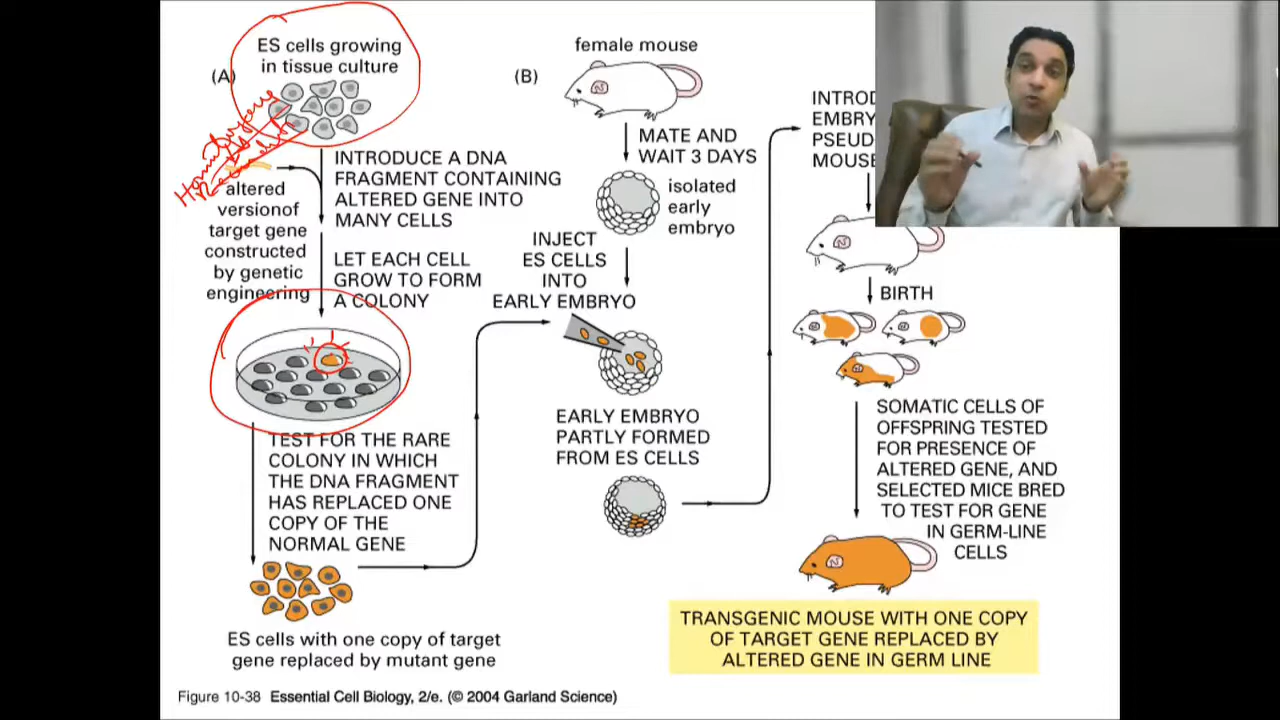 ES cells growing
in tissue culture
(A)
Homologous
Recombination
altered
versionof
target gene
constructed
by genetic
engineering
INTRODUCE A DNA
FRAGMENT CONTAINING
ALTERED GENE INTO
MANY CELLS
LET EACH CELL
GROW TO FORM
A COLONY
TEST FOR THE RARE
COLONY IN WHICH
THE DNA FRAGMENT
HAS REPLACED ONE
COPY OF THE
NORMAL GENE
ES cells with one copy of target
gene replaced by mutant gene
(B)
female mouse
MATE AND
WAIT 3 DAYS
isolated
early
embryo
INJECT
ES CELLS
INTO
EARLY EMBRYO
EARLY EMBRYO
PARTLY FORMED
FROM ES CELLS
INTROD
EMBRY
PSEUD
MOUSE
BIRTH
SOMATIC CELLS OF
OFFSPRING TESTED
FOR PRESENCE OF
ALTERED GENE, AND
SELECTED MICE BRED
TO TEST FOR GENE
IN GERM-LINE
CELLS
TRANSGENIC MOUSE WITH ONE COPY
OF TARGET GENE REPLACED BY
ALTERED GENE IN GERM LINE
Figure 10-38 Essential Cell Biology, 2/e. (© 2004 Garland Science)